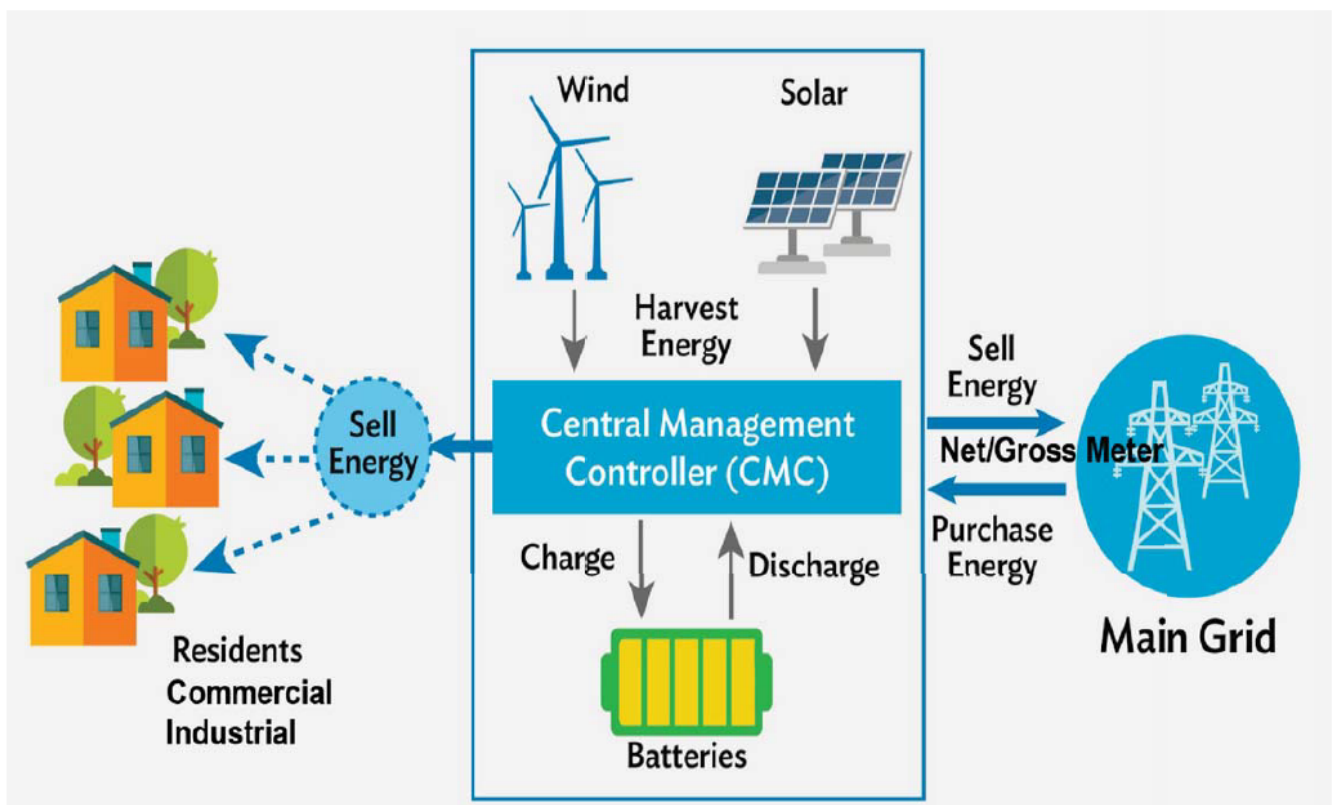 Wind
Solar
Harvest
Energy
Sell
Energy
Central Management
Controller (CMC)
Sell
Energy
Net/Gross Meter
Purchase
Energy
Charge
Discharge
Main Grid
Residents
Commercial
Industrial
Batteries